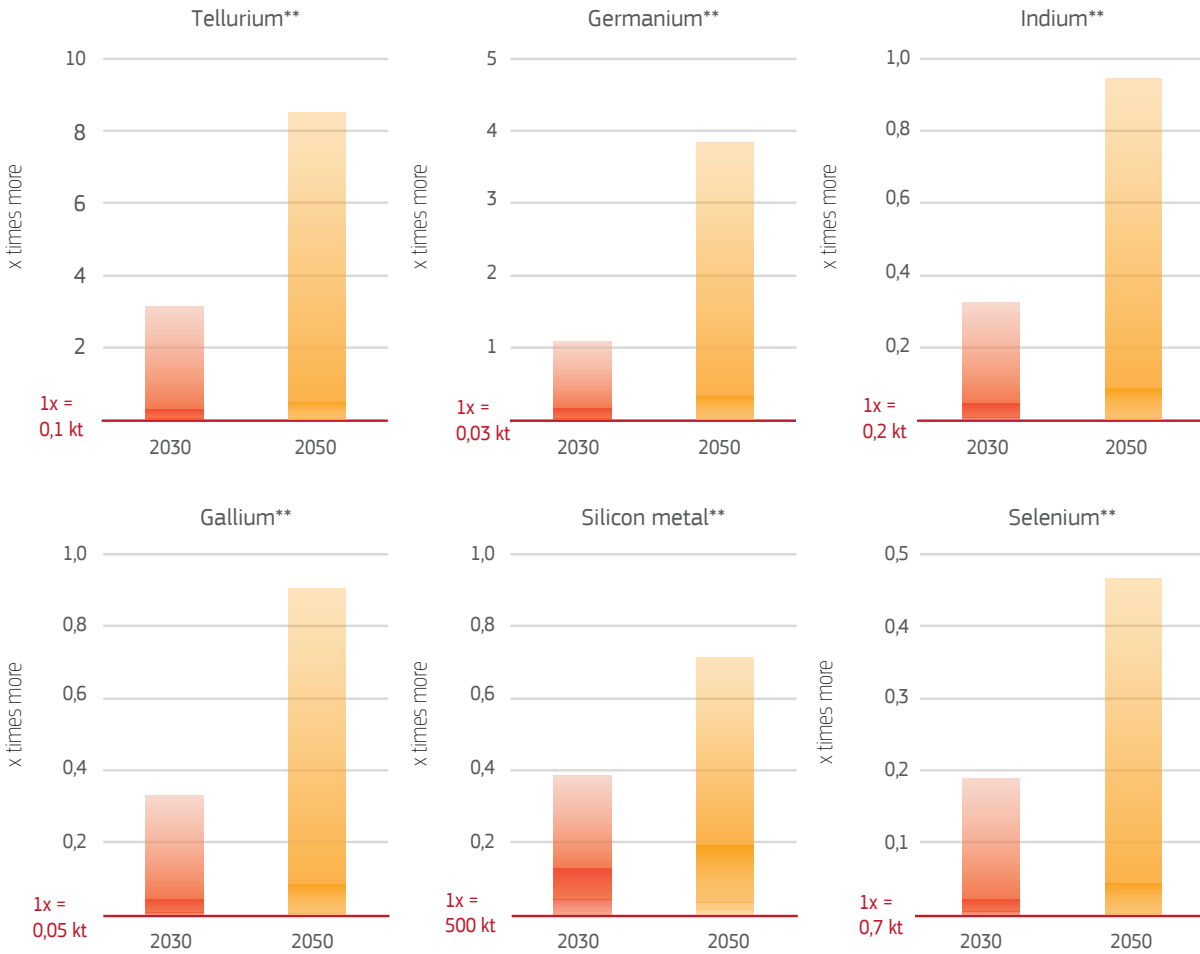 Tellurium**
10
8
6
4
2
x times more
1x =
0,1 kt
2030
2050
Germanium**
5
4
3
2
1
x times more
1x =
0,03 kt
2030
2050
Indium**
1,0
0,8
0,6
0,4
0,2
x times more
1x =
0,2 kt
2030
2050
Gallium**
1,0
0,8
0,6
0,4
0,2
x times more
1x =
0,05 kt
2030
2050
Silicon metal**
1,0
0,8
0,6
0,4
0,2
x times more
1x =
500 kt
2030
2050
Selenium**
0,5
0,4
0,3
0,2
0,1
x times more
1x =
0,7 kt
2030
2050